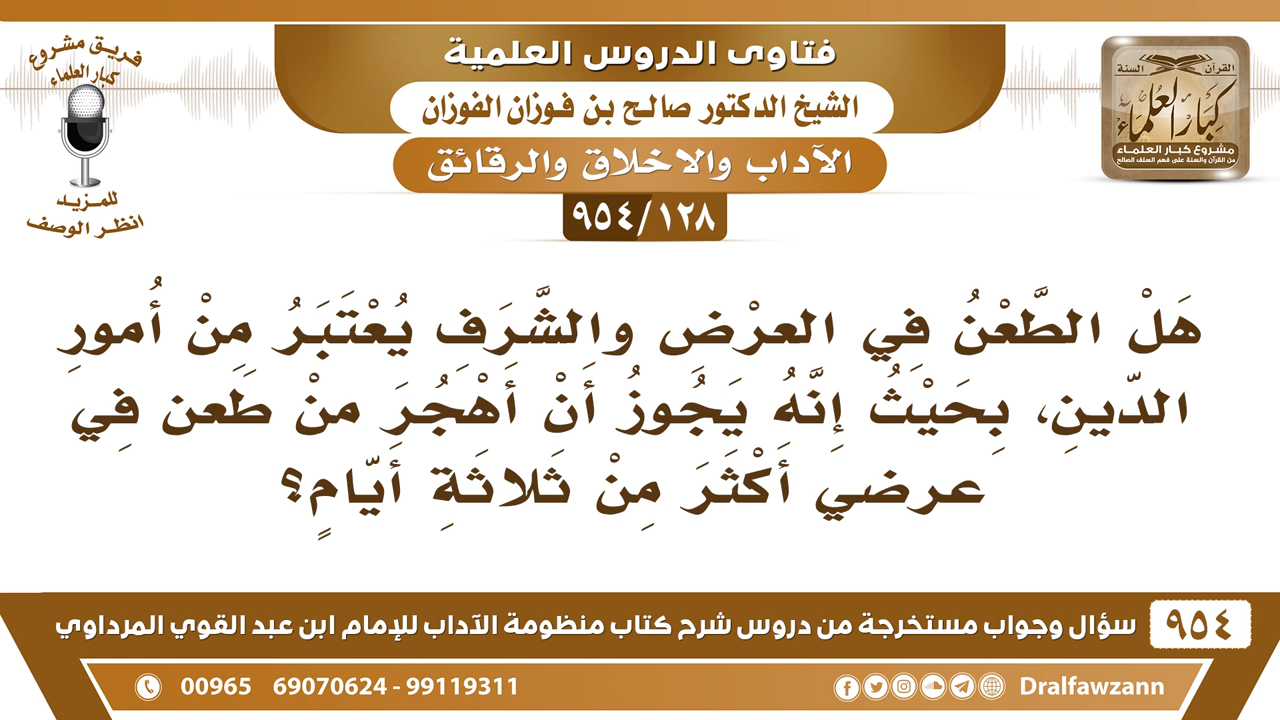 فتاوى الدروس العلمية
الشيخ الدكتور صالح بن فوزان الفوزان
الآداب والاخلاق والرقائق
١٢٨/٩٥٤
فريق مشروع
كبار العلماء
للمزيد
انظر الوصف
القرآن السنة
كبار العلماء
مشروع كبار العلماء
من القرآن والسنة على فهم السلف الصالح
هَلْ الطَّعْنُ في العرْض والشَّرَف يُعْتَبَرُ مِنْ أُمورِ
الدّينِ، بِحَيْثُ إِنَّهُ يَجُوزُ أَنْ أَهْجُرَ منْ طَعن فِي
عرضي أَكْثَرَ مِنْ ثَلاثَةِ أَيّامٍ؟
٩٥٤ سؤال وجواب مستخرجة من دروس شرح كتاب منظومة الآداب للإمام ابن عبد القوي المرداوي
00965 69070624 - 99119311
Dralfawzann